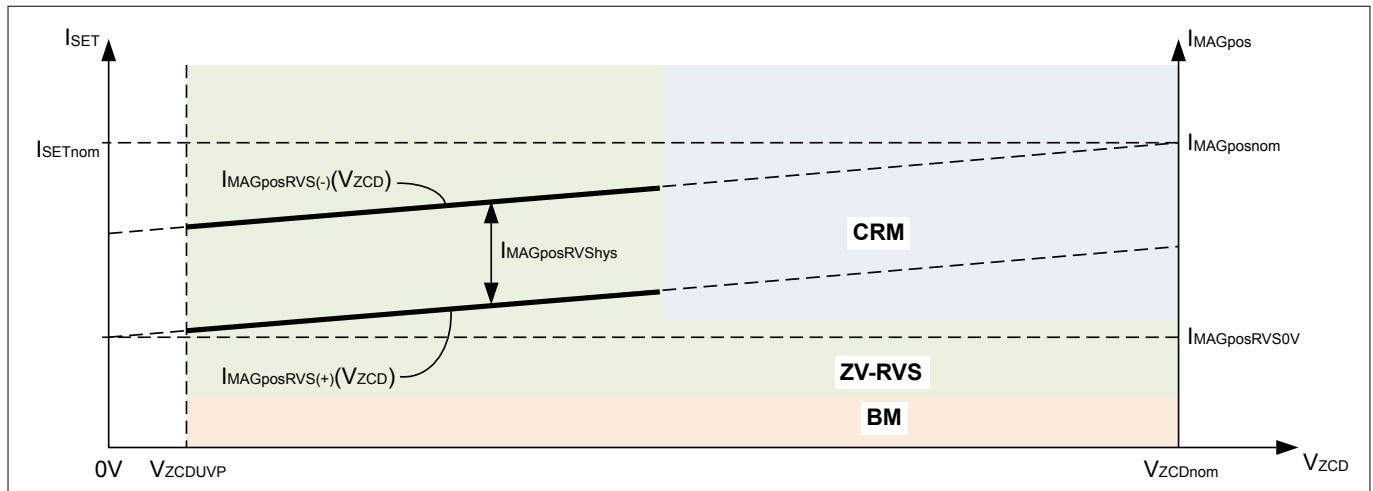 ISET
IMAGpos
ISETnom
IMAGposnom
IMAGposRVS(-)(VZCD)
CRM
IMAGposRVShys
IMAGposRVS0V
IMAGposRVS(+)(VZCD)
ZV-RVS
BM
0V
VZCDUVP
VZCDnom
VZCD